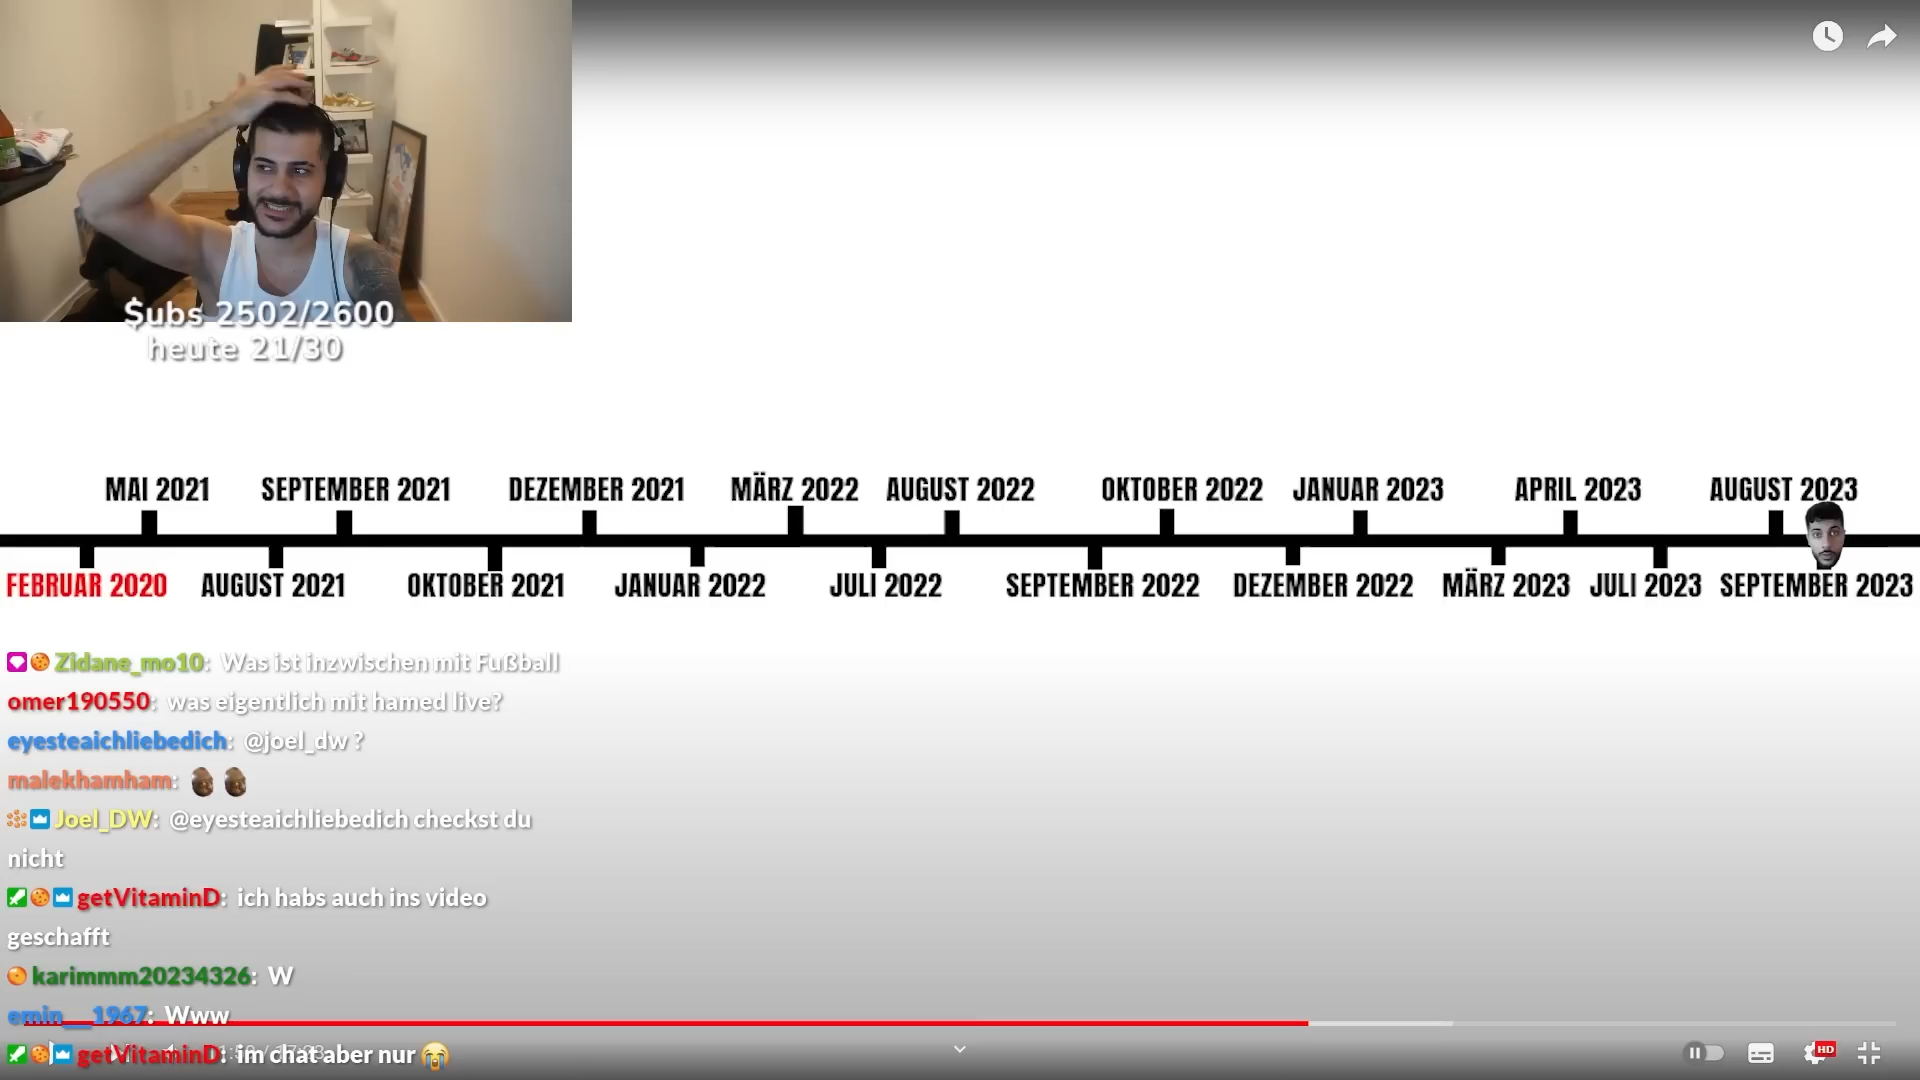 $ubs 2502/2600
heute 21/30
MAI 2021 SEPTEMBER 2021 DEZEMBER 2021 MÄRZ 2022 AUGUST 2022 OKTOBER 2022 JANUAR 2023 APRIL 2023 AUGUST 2023
FEBRUAR 2020 AUGUST 2021 OKTOBER 2021 JANUAR 2022 JULI 2022 SEPTEMBER 2022 DEZEMBER 2022 MÄRZ 2023 JULI 2023 SEPTEMBER 2023
Zidane_mo10: Was ist inzwischen mit Fußball
omer190550: was eigentlich mit hamed live?
eyesteaichliebedich: @joel_dw ?
malekhamham:
Joel_DW: @eyesteaichliebedich checkst du
nicht
getVitaminD: ich habs auch ins video
geschafft
karimmm20234326: W
emin__1967: Www
getVitaminD: im chat aber nur 😭
HD